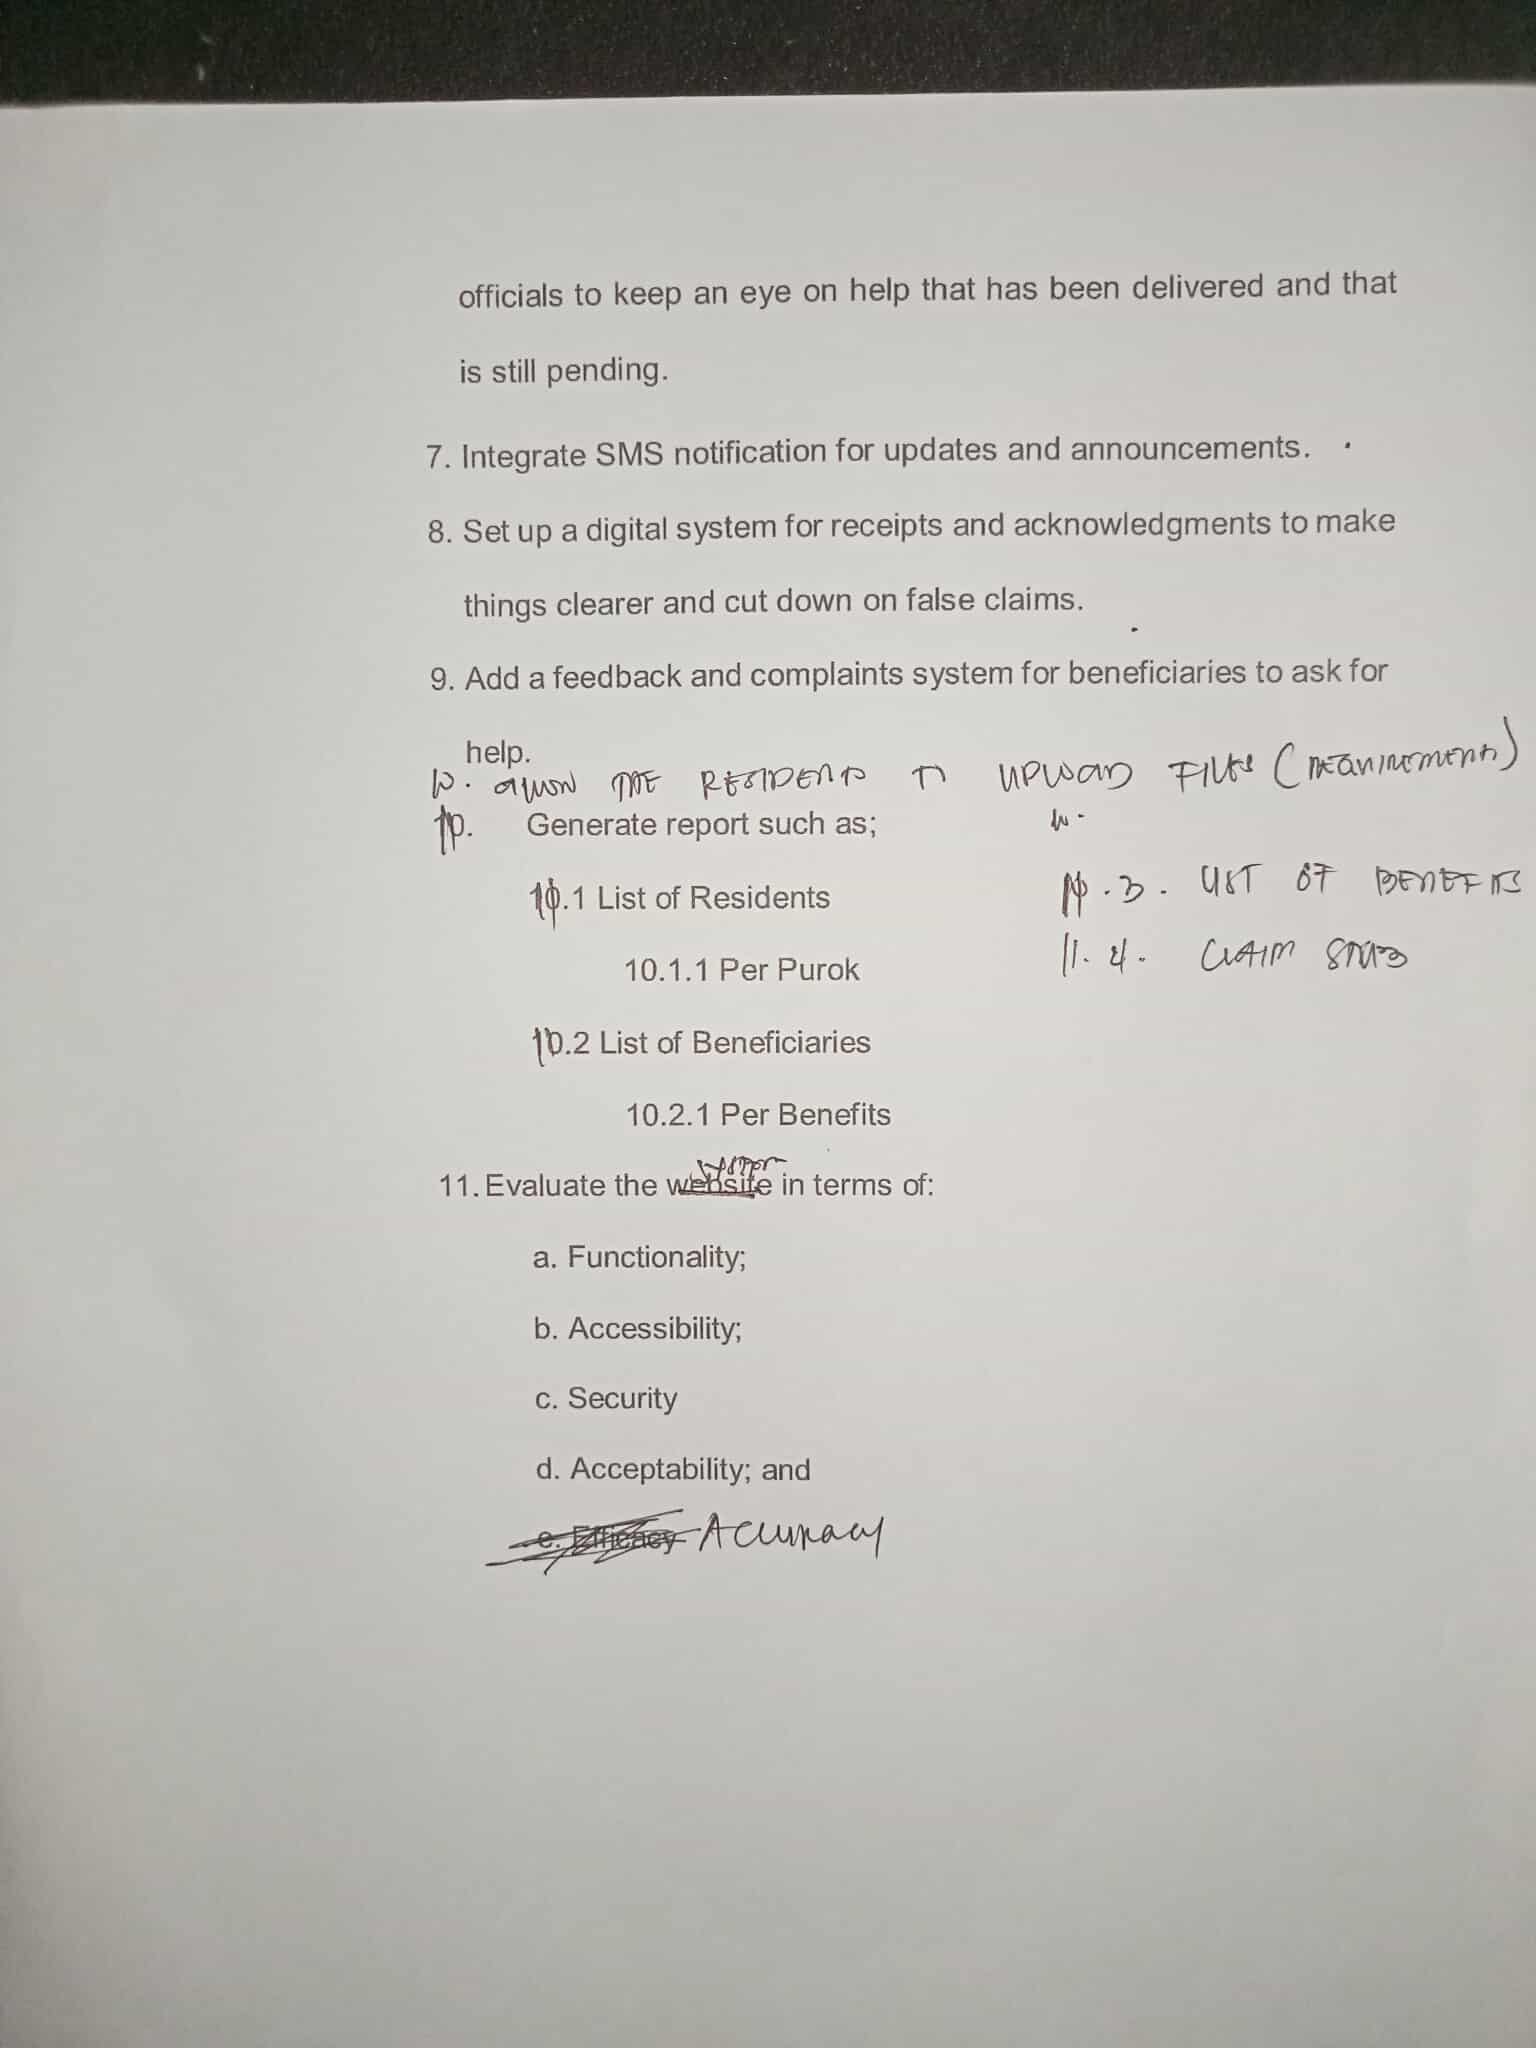 officials to keep an eye on help that has been delivered and that
is still pending.
7. Integrate SMS notification for updates and announcements.
8. Set up a digital system for receipts and acknowledgments to make
things clearer and cut down on false claims.
9. Add a feedback and complaints system for beneficiaries to ask for
help.
10. allow THE RESIDENTS TO UPLOAD FILES (REQUIREMENTS)
10. Generate report such as;
10.1 List of Residents
11.3. LIST OF BENEFITS
10.1.1 Per Purok
11.4. CLAIM
10.2 List of Beneficiaries
10.2.1 Per Benefits
system
11. Evaluate the website in terms of:
a. Functionality;
b. Accessibility;
c. Security
d. Acceptability; and
e. Efficacy Accuracy